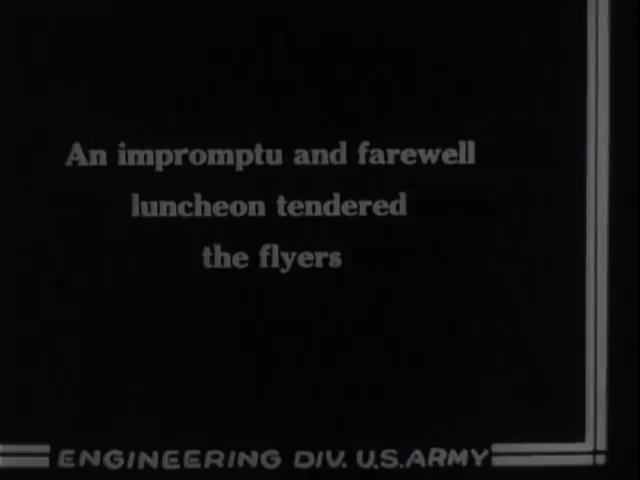 An impromptu and farewell
luncheon tendered
the flyers
ENGINEERING DIV. U.S. ARMY